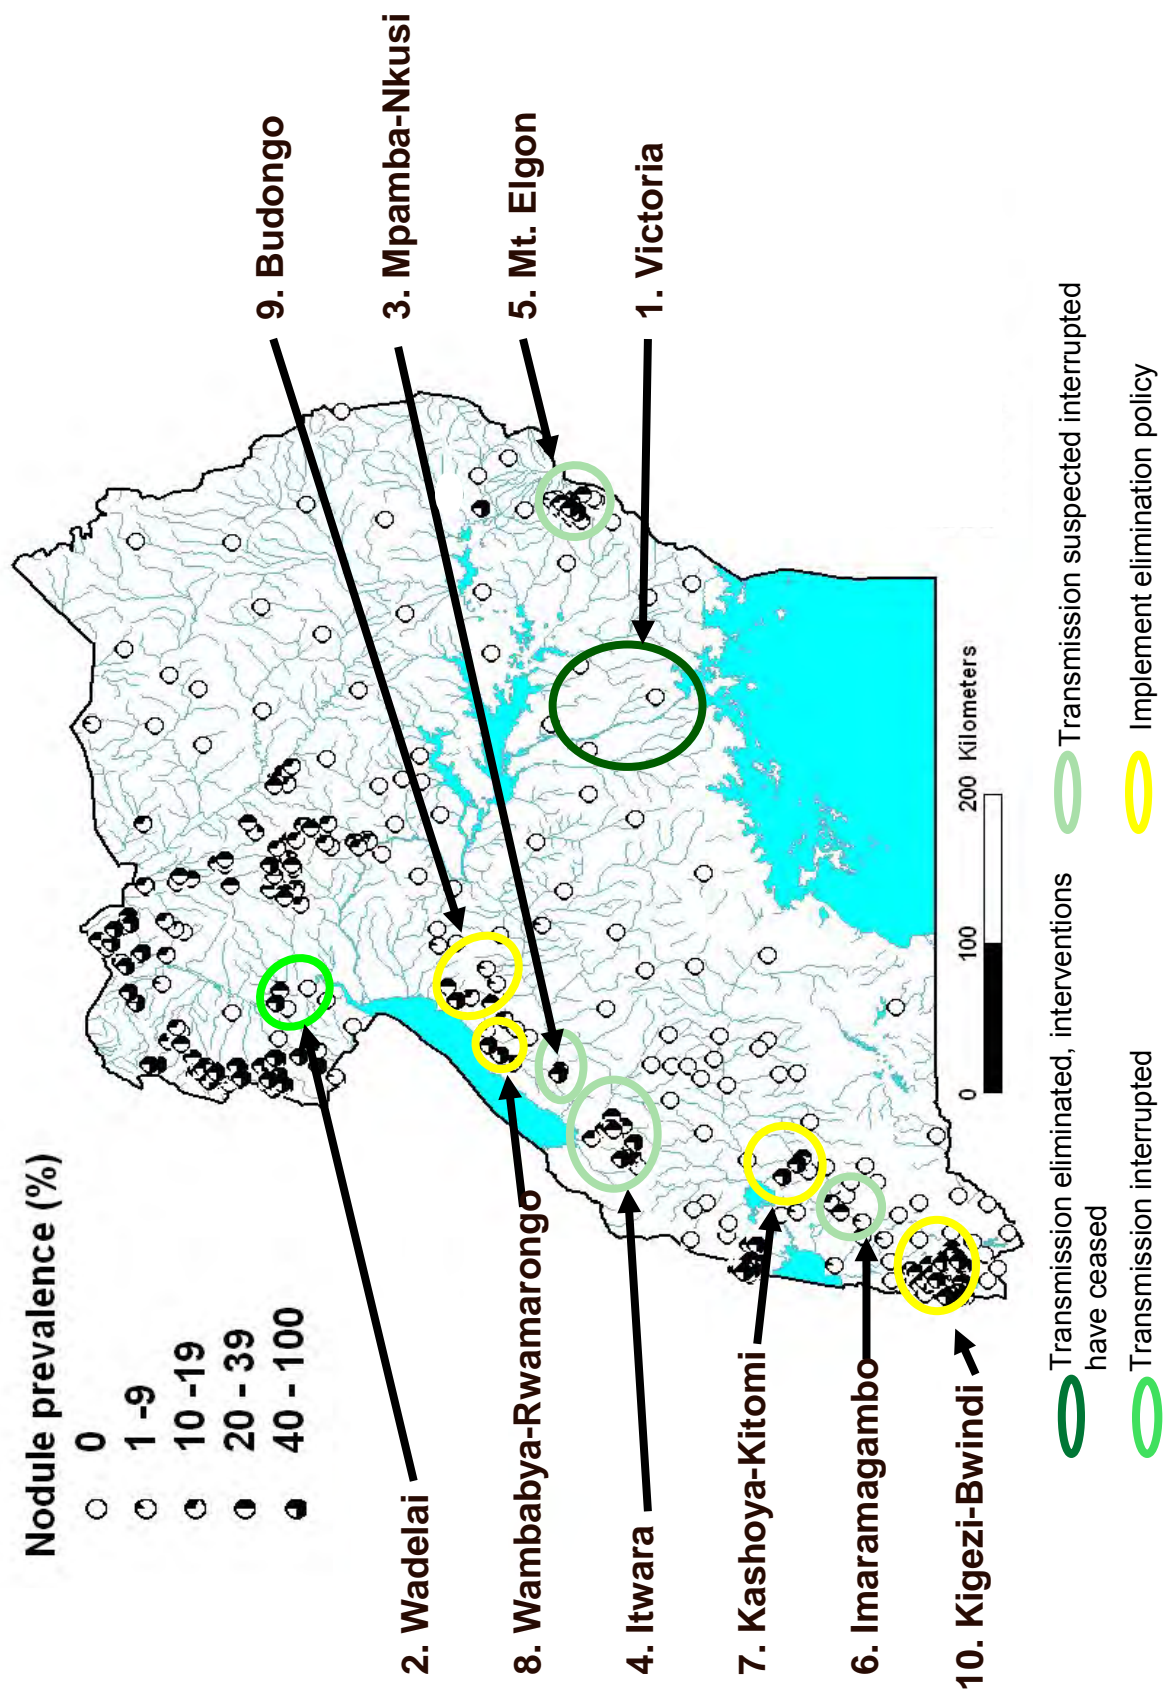 Nodule prevalence (%)
0
1 -9
10 -19
20 - 39
40 - 100
9. Budongo
3. Mpamba-Nkusi
5. Mt. Elgon
1. Victoria
2. Wadelai
8. Wambabya-Rwamarongo
4. Itwara
7. Kashoya-Kitomi
6. Imaramagambo
10. Kigezi-Bwindi
0 100 200 Kilometers
Transmission eliminated, interventions
have ceased
Transmission interrupted
Transmission suspected interrupted
Implement elimination policy